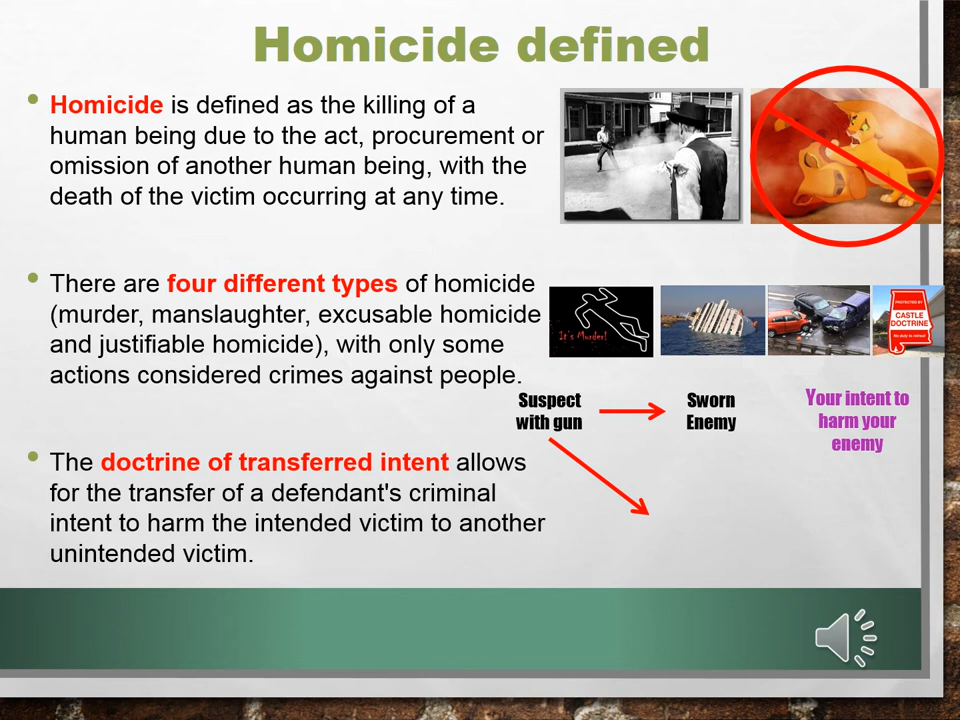 Homicide defined
• Homicide is defined as the killing of a
human being due to the act, procurement or
omission of another human being, with the
death of the victim occurring at any time.
• There are four different types of homicide
(murder, manslaughter, excusable homicide
and justifiable homicide), with only some
actions considered crimes against people.
It's Murder!
PROTECTED BY
CASTLE
DOCTRINE
Suspect
with gun
Sworn
Enemy
Your intent to
harm your
enemy
• The doctrine of transferred intent allows
for the transfer of a defendant's criminal
intent to harm the intended victim to another
unintended victim.